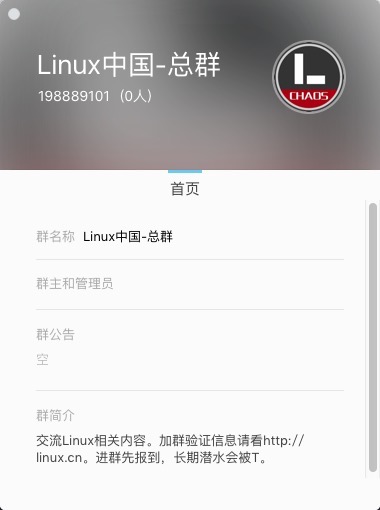 Linux中国-总群
198889101（0人）
CHAOS
首页
群名称 Linux中国-总群
群主和管理员
群公告
空
群简介
交流Linux相关内容。加群验证信息请看http://
linux.cn。进群先报到，长期潜水会被T。